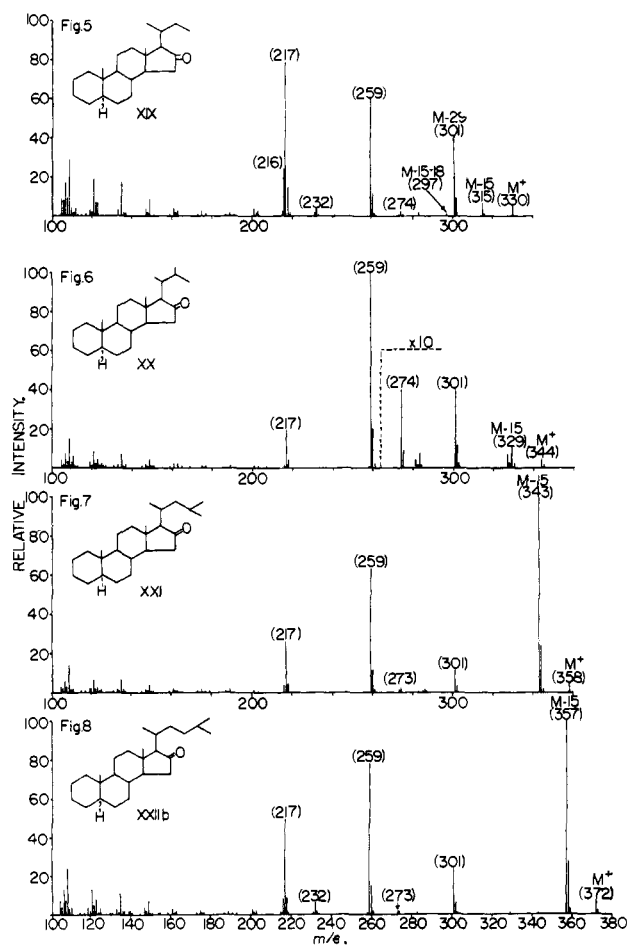 Fig.5
100
80
60
40
20
H
XIX
O
(217)
(216)
(232)
(259)
(274)
M-15-18
(297)
M-29
(301)
M-15
(315)
M+
(330)
100 200 300
Fig.6
100
80
60
40
20
H
XX
O
(217)
(259)
x10
(274)
(301)
M-15
(329)
M+
(344)
100 200 300
RELATIVE INTENSITY.
Fig.7
100
80
60
40
20
H
XXI
O
(217)
(259)
(273)
(301)
M-15
(343)
M+
(358)
100 200 300
Fig.8
100
80
60
40
20
H
XXIIb
O
(217)
(232)
(259)
(273)
(301)
M-15
(357)
M+
(372)
100 120 140 160 180 200 220 240 260 280 300 320 340 360 380
m/e.